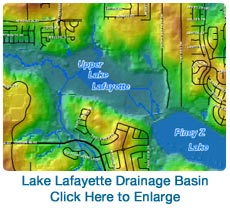 Upper
Lake
Lafayette
Piney Z
Lake
Lake Lafayette Drainage Basin
Click Here to Enlarge